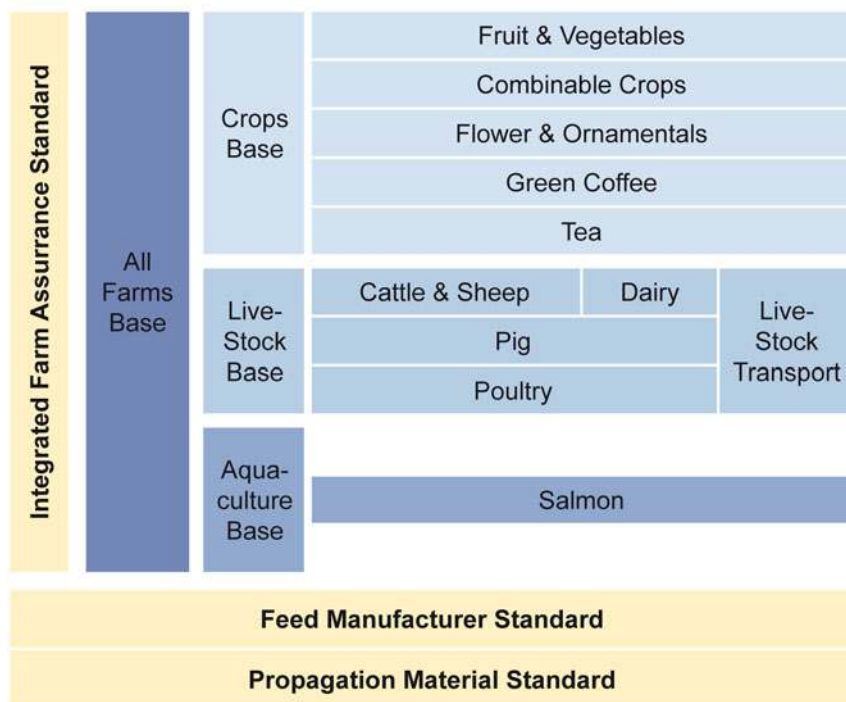 Integrated Farm Assurrance Standard
All
Farms
Base
Crops
Base
Fruit & Vegetables
Combinable Crops
Flower & Ornamentals
Green Coffee
Tea
Live-
Stock
Base
Cattle & Sheep
Dairy
Pig
Poultry
Live-
Stock
Transport
Aqua-
culture
Base
Salmon
Feed Manufacturer Standard
Propagation Material Standard